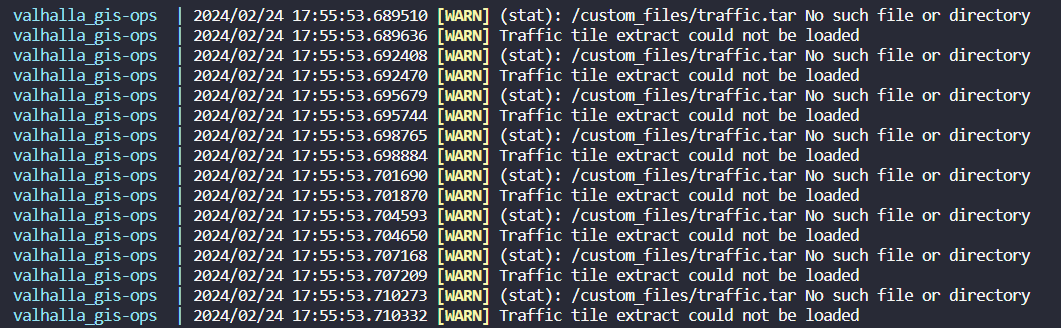 valhalla_gis-ops | 2024/02/24 17:55:53.689510 [WARN] (stat): /custom_files/traffic.tar No such file or directory
valhalla_gis-ops | 2024/02/24 17:55:53.689636 [WARN] Traffic tile extract could not be loaded
valhalla_gis-ops | 2024/02/24 17:55:53.692408 [WARN] (stat): /custom_files/traffic.tar No such file or directory
valhalla_gis-ops | 2024/02/24 17:55:53.692470 [WARN] Traffic tile extract could not be loaded
valhalla_gis-ops | 2024/02/24 17:55:53.695679 [WARN] (stat): /custom_files/traffic.tar No such file or directory
valhalla_gis-ops | 2024/02/24 17:55:53.695744 [WARN] Traffic tile extract could not be loaded
valhalla_gis-ops | 2024/02/24 17:55:53.698765 [WARN] (stat): /custom_files/traffic.tar No such file or directory
valhalla_gis-ops | 2024/02/24 17:55:53.698884 [WARN] Traffic tile extract could not be loaded
valhalla_gis-ops | 2024/02/24 17:55:53.701690 [WARN] (stat): /custom_files/traffic.tar No such file or directory
valhalla_gis-ops | 2024/02/24 17:55:53.701870 [WARN] Traffic tile extract could not be loaded
valhalla_gis-ops | 2024/02/24 17:55:53.704593 [WARN] (stat): /custom_files/traffic.tar No such file or directory
valhalla_gis-ops | 2024/02/24 17:55:53.704650 [WARN] Traffic tile extract could not be loaded
valhalla_gis-ops | 2024/02/24 17:55:53.707168 [WARN] (stat): /custom_files/traffic.tar No such file or directory
valhalla_gis-ops | 2024/02/24 17:55:53.707209 [WARN] Traffic tile extract could not be loaded
valhalla_gis-ops | 2024/02/24 17:55:53.710273 [WARN] (stat): /custom_files/traffic.tar No such file or directory
valhalla_gis-ops | 2024/02/24 17:55:53.710332 [WARN] Traffic tile extract could not be loaded